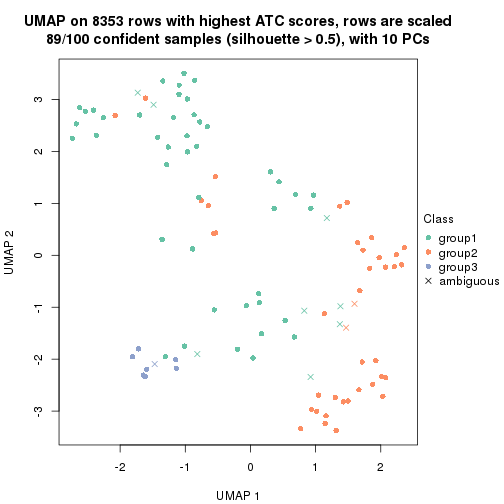 UMAP on 8353 rows with highest ATC scores, rows are scaled
89/100 confident samples (silhouette > 0.5), with 10 PCs
3
2
1
0
-1
-2
-3
UMAP 2
-2
-1
0
1
2
UMAP 1
Class
group1
group2
group3
ambiguous